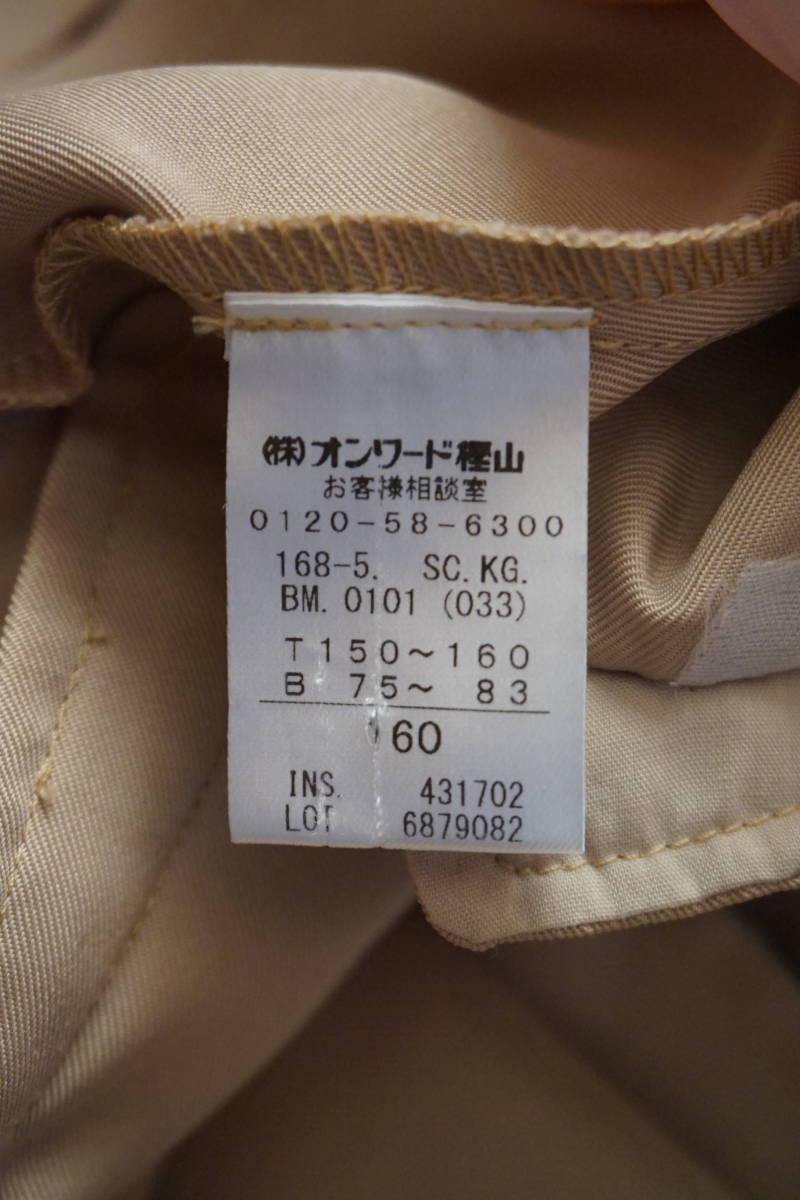 (株)オンワード樫山
お客様相談室
0120-58-6300
168-5. SC.KG.
BM. 0101 (033)
T 150〜160
B 75〜 83
60
INS. 431702
LOT 6879082